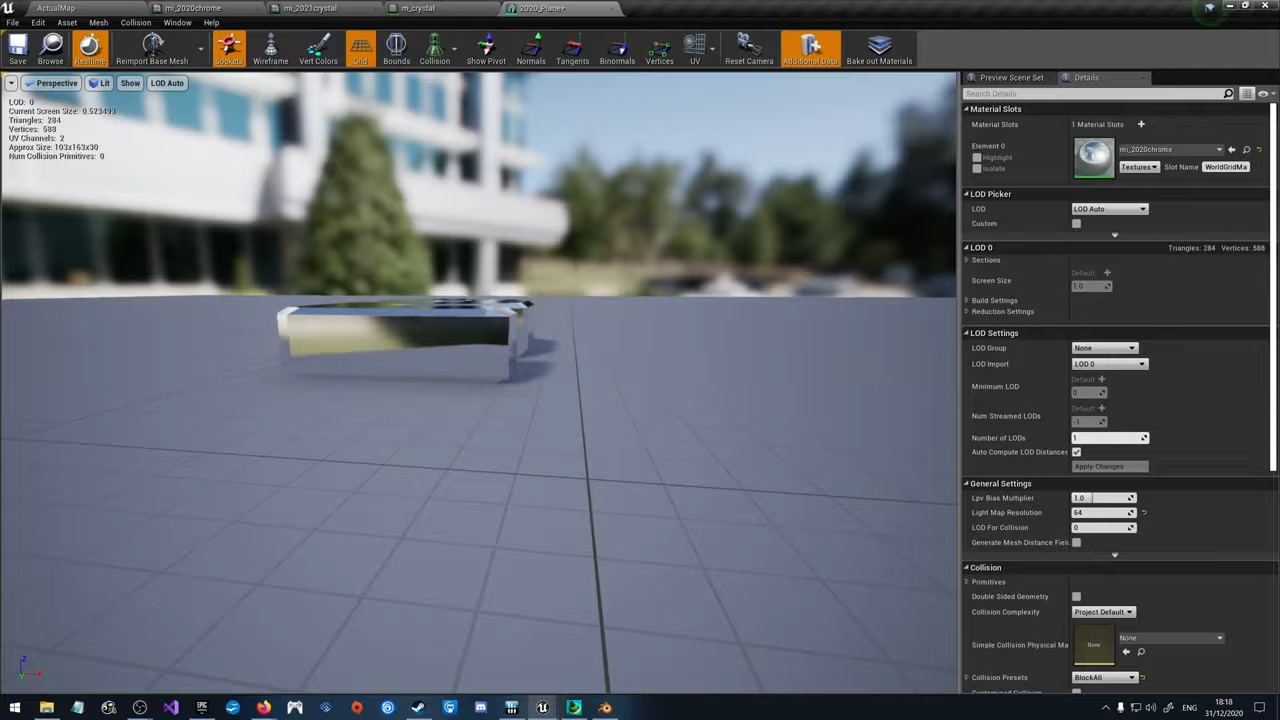 ActualMap
mi_2020chrome
mi_2021crystal
m_crystal
2020_Plane*
File Edit Asset Mesh Collision Window Help
Save Browse Realtime Reimport Base Mesh Sockets Wireframe Vert Colors Grid Bounds Collision Show Pivot Normals Tangents Binormals Vertices UV Reset Camera Additional Data Bake out Materials
Perspective Lit Show LOD Auto
LOD: 0
Current Screen Size: 0.523493
Triangles: 284
Vertices: 588
UV Channels: 2
Approx Size: 103x163x30
Num Collision Primitives: 0
Preview Scene Set Details
Search Details
Material Slots
Material Slots 1 Material Slots
Element 0
Highlight
Isolate
mi_2020chrome
Textures Slot Name WorldGridMa
LOD Picker
LOD LOD Auto
Custom
LOD 0 Triangles: 284 Vertices: 588
Sections
Screen Size Default: 1.0
Build Settings
Reduction Settings
LOD Settings
LOD Group None
LOD Import LOD 0
Minimum LOD Default 0
Num Streamed LODs Default -1
Number of LODs 1
Auto Compute LOD Distances
Apply Changes
General Settings
Lpv Bias Multiplier 1.0
Light Map Resolution 64
LOD For Collision 0
Generate Mesh Distance Field
Collision
Primitives
Double Sided Geometry
Collision Complexity Project Default
Simple Collision Physical Ma None None
Collision Presets BlockAll
Customized Collision
Z X
ENG
18:18
31/12/2020